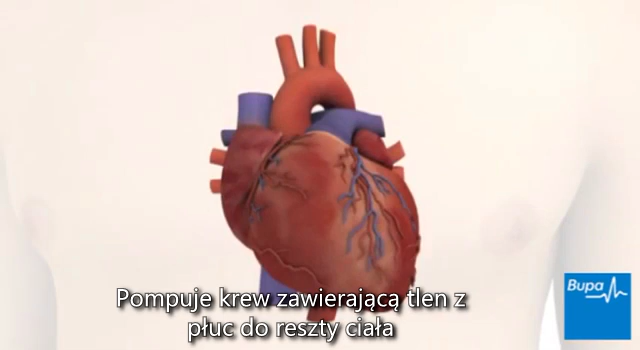 Bupa
Pompuje krew zawierającą tlen z
płuc do reszty ciała